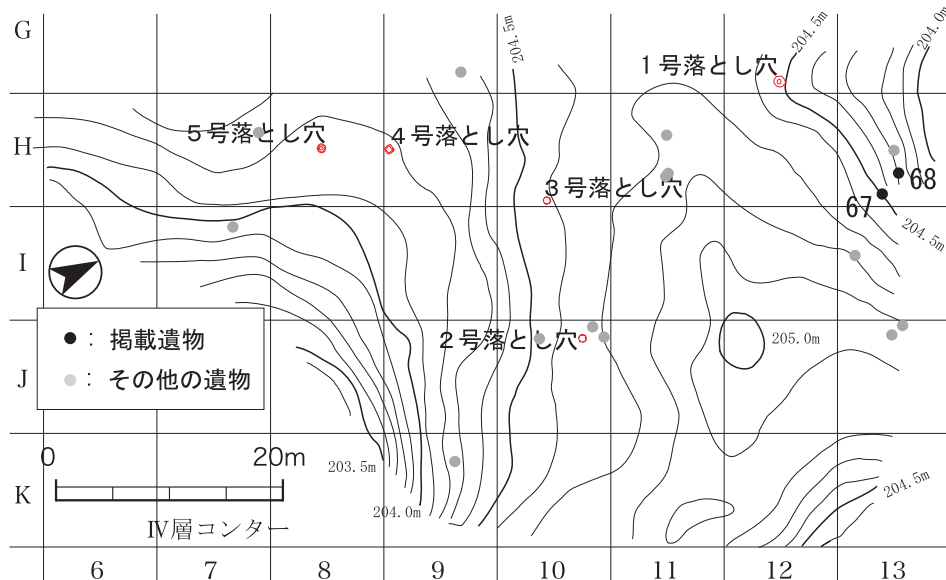 G
H
I
J
K
204.5m
204.5m
204.0m
1号落とし穴
5号落とし穴
4号落とし穴
3号落とし穴
68
67
204.5m
●：掲載遺物
●：その他の遺物
2号落とし穴
205.0m
0 20m
203.5m
204.0m
204.5m
Ⅳ層コンター
6 7 8 9 10 11 12 13